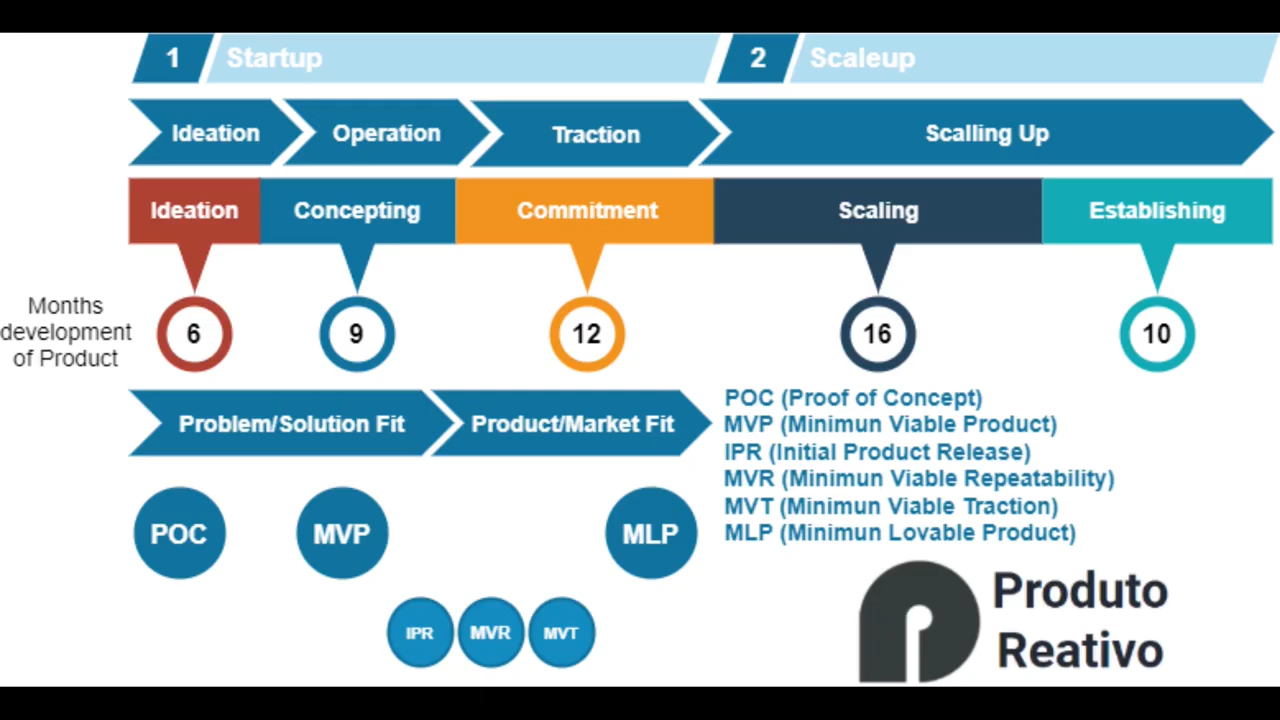 1 Startup 2 Scaleup
Ideation Operation Traction Scalling Up
Ideation Concepting Commitment Scaling Establishing
Months
development
of Product
6 9 12 16 10
Problem/Solution Fit Product/Market Fit
POC (Proof of Concept)
MVP (Minimun Viable Product)
IPR (Initial Product Release)
MVR (Minimun Viable Repeatability)
MVT (Minimun Viable Traction)
MLP (Minimun Lovable Product)
POC MVP MLP
IPR MVR MVT
Produto
Reativo